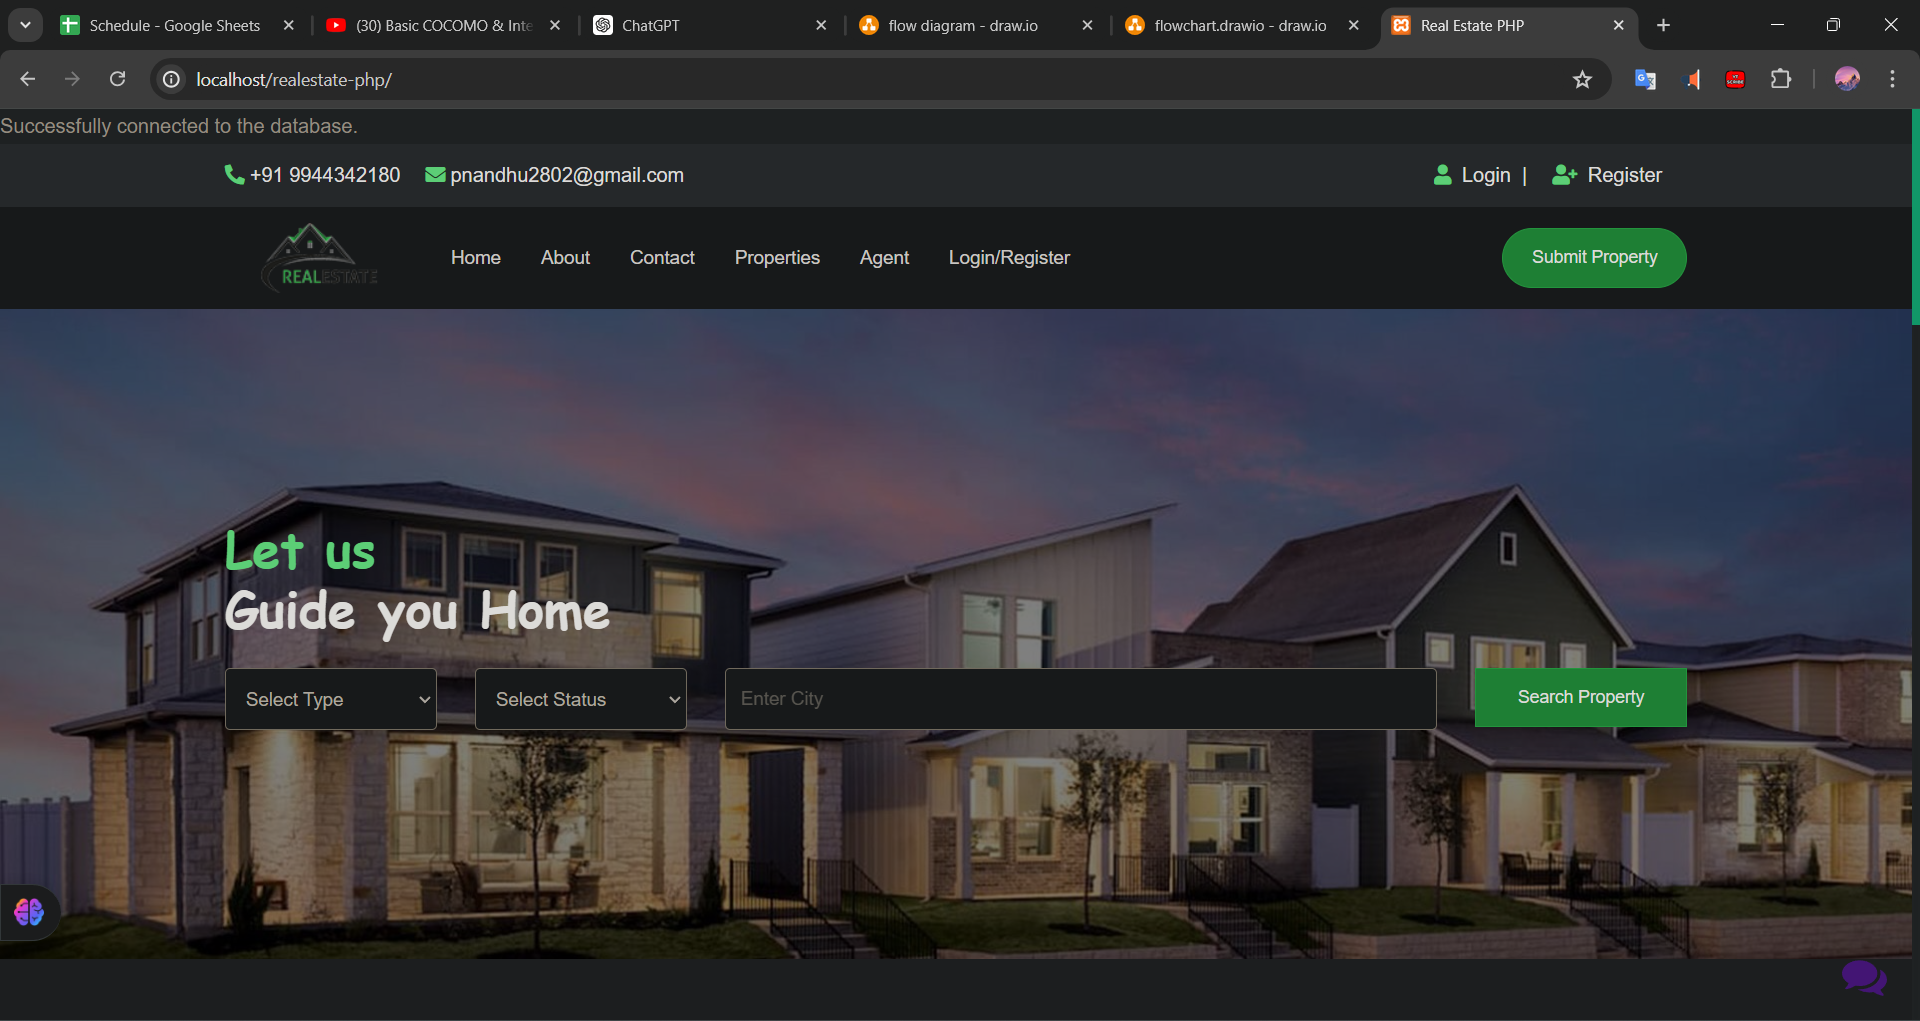 Schedule - Google Sheets
(30) Basic COCOMO & Inte
ChatGPT
flow diagram - draw.io
flowchart.drawio - draw.io
Real Estate PHP
localhost/realestate-php/
Successfully connected to the database.
+91 9944342180 pnandhu2802@gmail.com
Login | Register
REALESTATE
Home About Contact Properties Agent Login/Register
Submit Property
Let us
Guide you Home
Select Type
Select Status
Enter City
Search Property